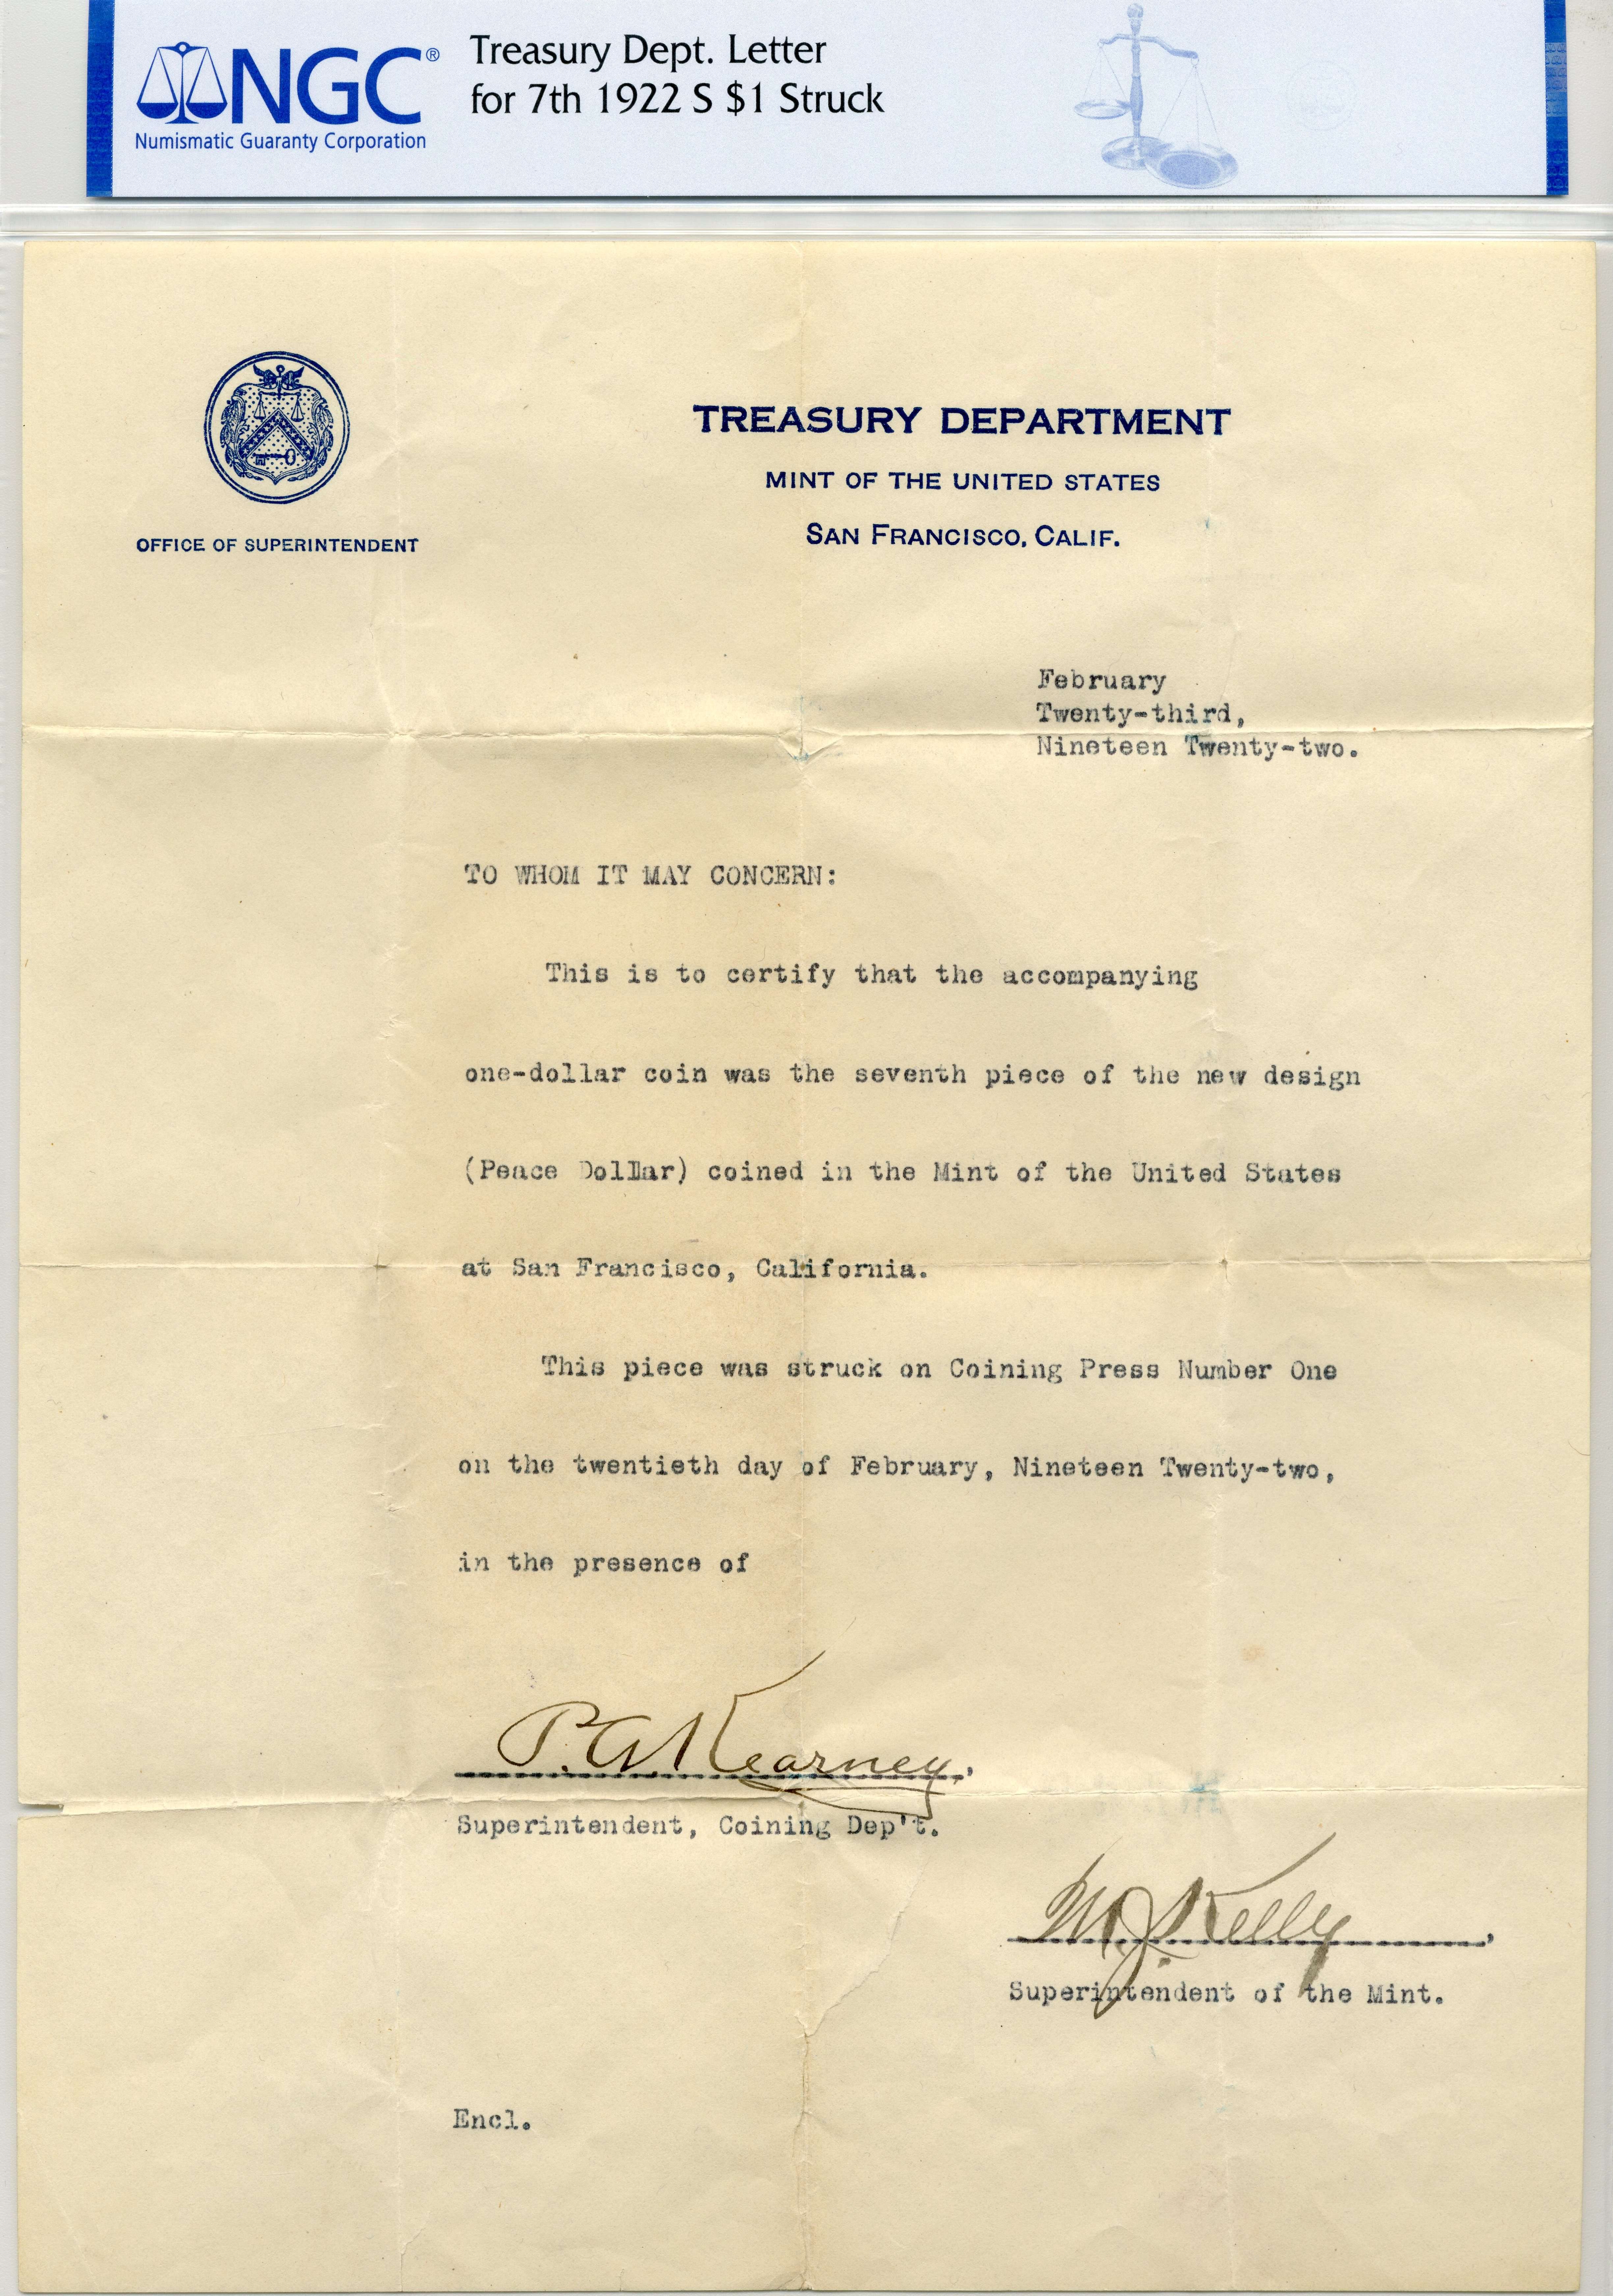 NGC®
Numismatic Guaranty Corporation
Treasury Dept. Letter
for 7th 1922 S $1 Struck
OFFICE OF SUPERINTENDENT
TREASURY DEPARTMENT
MINT OF THE UNITED STATES
SAN FRANCISCO, CALIF.
February
Twenty-third,
Nineteen Twenty-two.
TO WHOM IT MAY CONCERN:
This is to certify that the accompanying
one-dollar coin was the seventh piece of the new design
(Peace Dollar) coined in the Mint of the United States
at San Francisco, California.
This piece was struck on Coining Press Number One
on the twentieth day of February, Nineteen Twenty-two,
in the presence of
P. G. Kearney.
Superintendent, Coining Dep't.
M. J. Kelly
Superintendent of the Mint.
Encl.